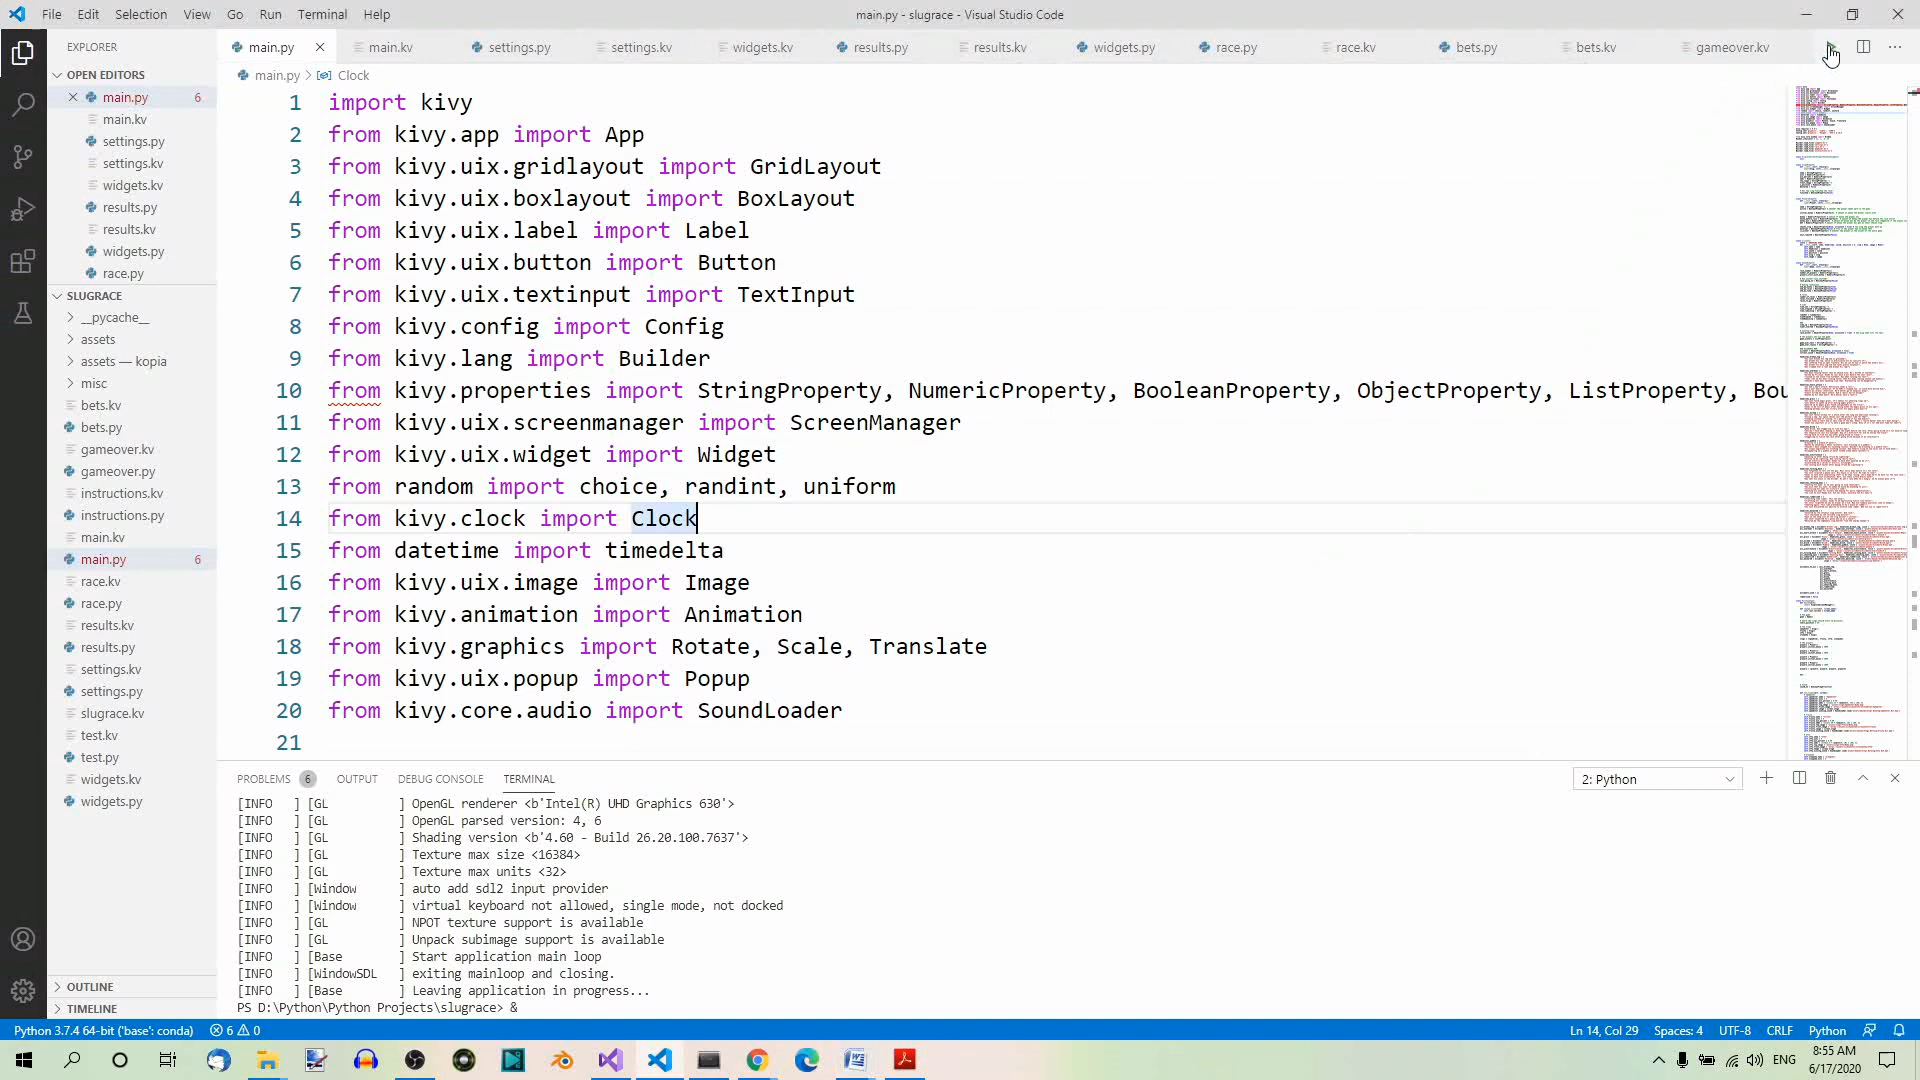 File Edit Selection View Go Run Terminal Help
main.py - slugrace - Visual Studio Code
EXPLORER
main.py main.kv settings.py settings.kv widgets.kv results.py results.kv widgets.py race.py race.kv bets.py bets.kv gameover.kv
main.py Clock
OPEN EDITORS
main.py 6
main.kv
settings.py
settings.kv
widgets.kv
results.py
results.kv
widgets.py
race.py
SLUGRACE
__pycache__
assets
assets — kopia
misc
bets.kv
bets.py
gameover.kv
gameover.py
instructions.kv
instructions.py
main.kv
main.py 6
race.kv
race.py
results.kv
results.py
settings.kv
settings.py
slugrace.kv
test.kv
test.py
widgets.kv
widgets.py
OUTLINE
TIMELINE
1 import kivy
2 from kivy.app import App
3 from kivy.uix.gridlayout import GridLayout
4 from kivy.uix.boxlayout import BoxLayout
5 from kivy.uix.label import Label
6 from kivy.uix.button import Button
7 from kivy.uix.textinput import TextInput
8 from kivy.config import Config
9 from kivy.lang import Builder
10 from kivy.properties import StringProperty, NumericProperty, BooleanProperty, ObjectProperty, ListProperty, Bou
11 from kivy.uix.screenmanager import ScreenManager
12 from kivy.uix.widget import Widget
13 from random import choice, randint, uniform
14 from kivy.clock import Clock
15 from datetime import timedelta
16 from kivy.uix.image import Image
17 from kivy.animation import Animation
18 from kivy.graphics import Rotate, Scale, Translate
19 from kivy.uix.popup import Popup
20 from kivy.core.audio import SoundLoader
21
PROBLEMS 6 OUTPUT DEBUG CONSOLE TERMINAL 2: Python
[INFO ] [GL ] OpenGL renderer <b'Intel(R) UHD Graphics 630'>
[INFO ] [GL ] OpenGL parsed version: 4, 6
[INFO ] [GL ] Shading version <b'4.60 - Build 26.20.100.7637'>
[INFO ] [GL ] Texture max size <16384>
[INFO ] [GL ] Texture max units <32>
[INFO ] [Window ] auto add sdl2 input provider
[INFO ] [Window ] virtual keyboard not allowed, single mode, not docked
[INFO ] [GL ] NPOT texture support is available
[INFO ] [GL ] Unpack subimage support is available
[INFO ] [Base ] Start application main loop
[INFO ] [WindowSDL ] exiting mainloop and closing.
[INFO ] [Base ] Leaving application in progress...
PS D:\Python\Python Projects\slugrace> &
Python 3.7.4 64-bit ('base': conda) 6 0 Ln 14, Col 29 Spaces: 4 UTF-8 CRLF Python
ENG 8:55 AM
6/17/2020